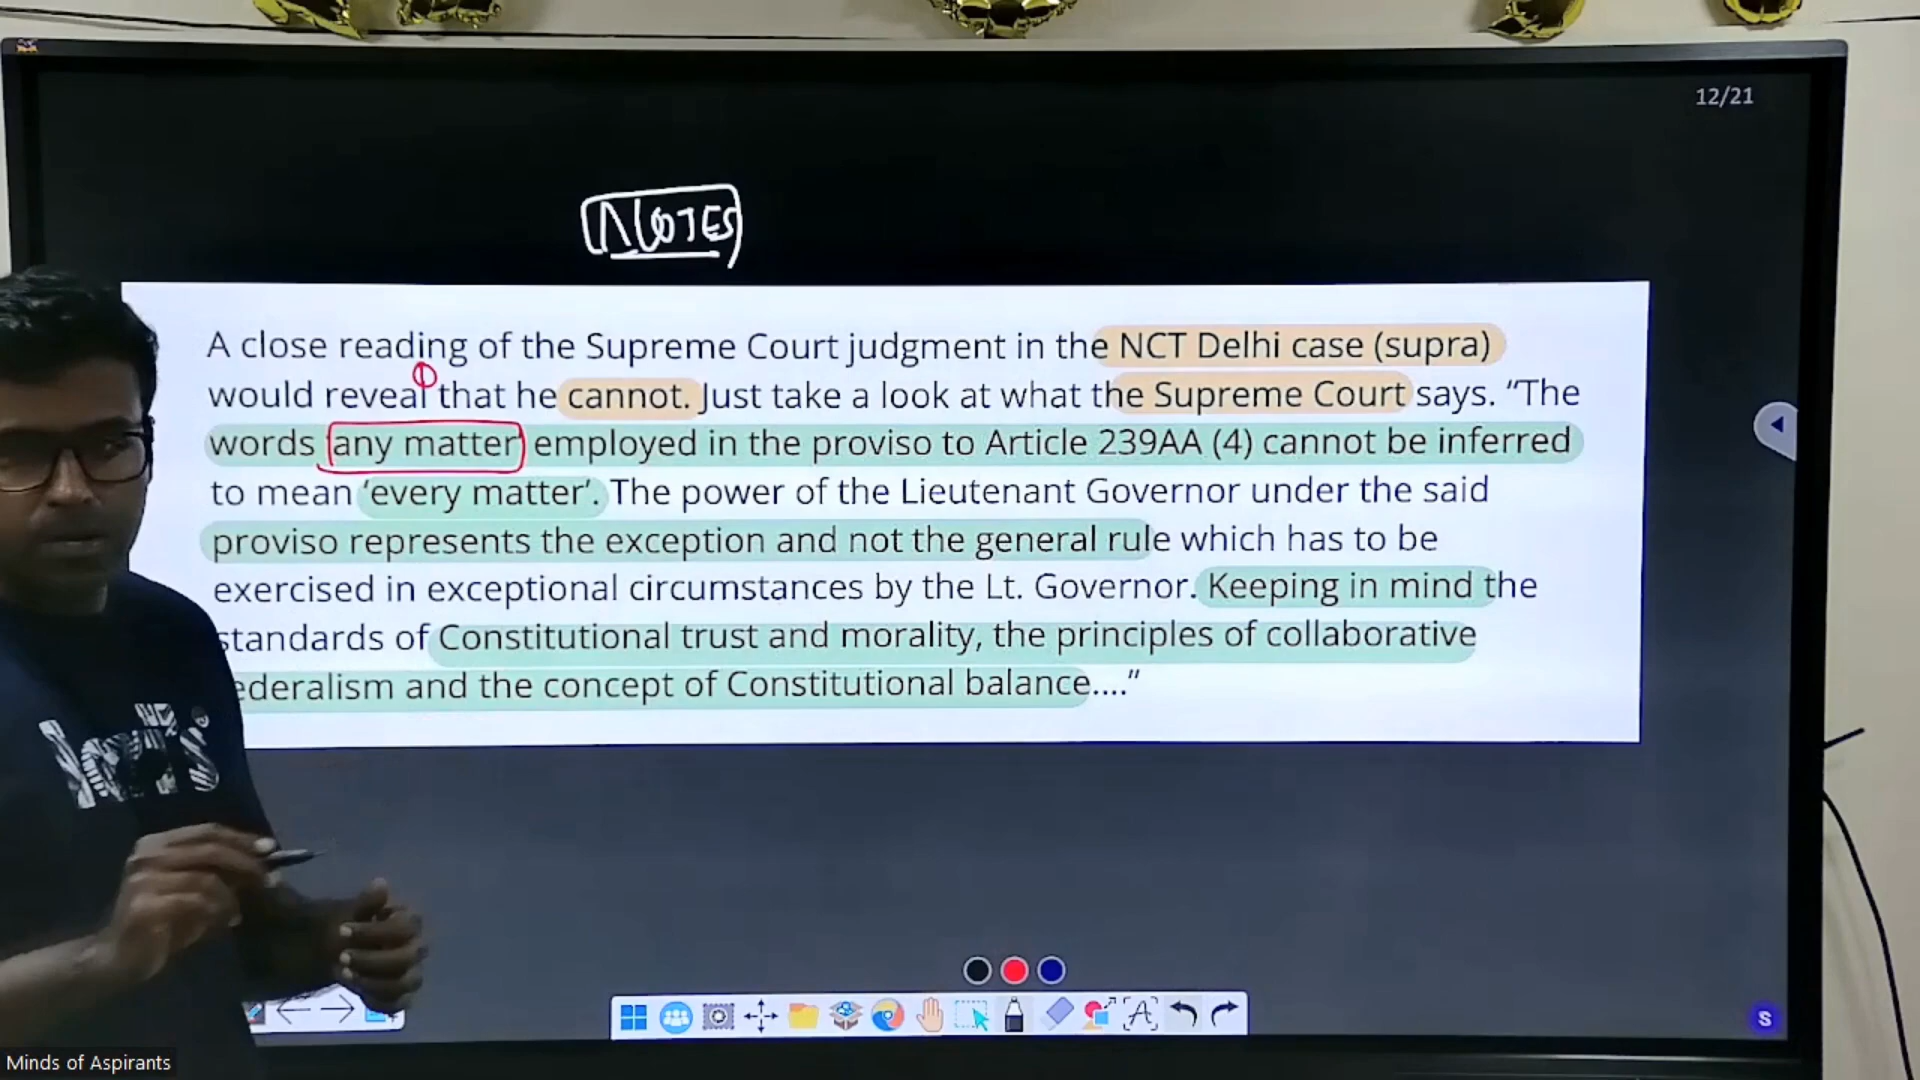 12/21
NOTES
A close reading of the Supreme Court judgment in the NCT Delhi case (supra)
would reveal that he cannot. Just take a look at what the Supreme Court says. “The
words any matter employed in the proviso to Article 239AA (4) cannot be inferred
to mean ‘every matter’. The power of the Lieutenant Governor under the said
proviso represents the exception and not the general rule which has to be
exercised in exceptional circumstances by the Lt. Governor. Keeping in mind the
standards of Constitutional trust and morality, the principles of collaborative
ederalism and the concept of Constitutional balance....”
S
Minds of Aspirants